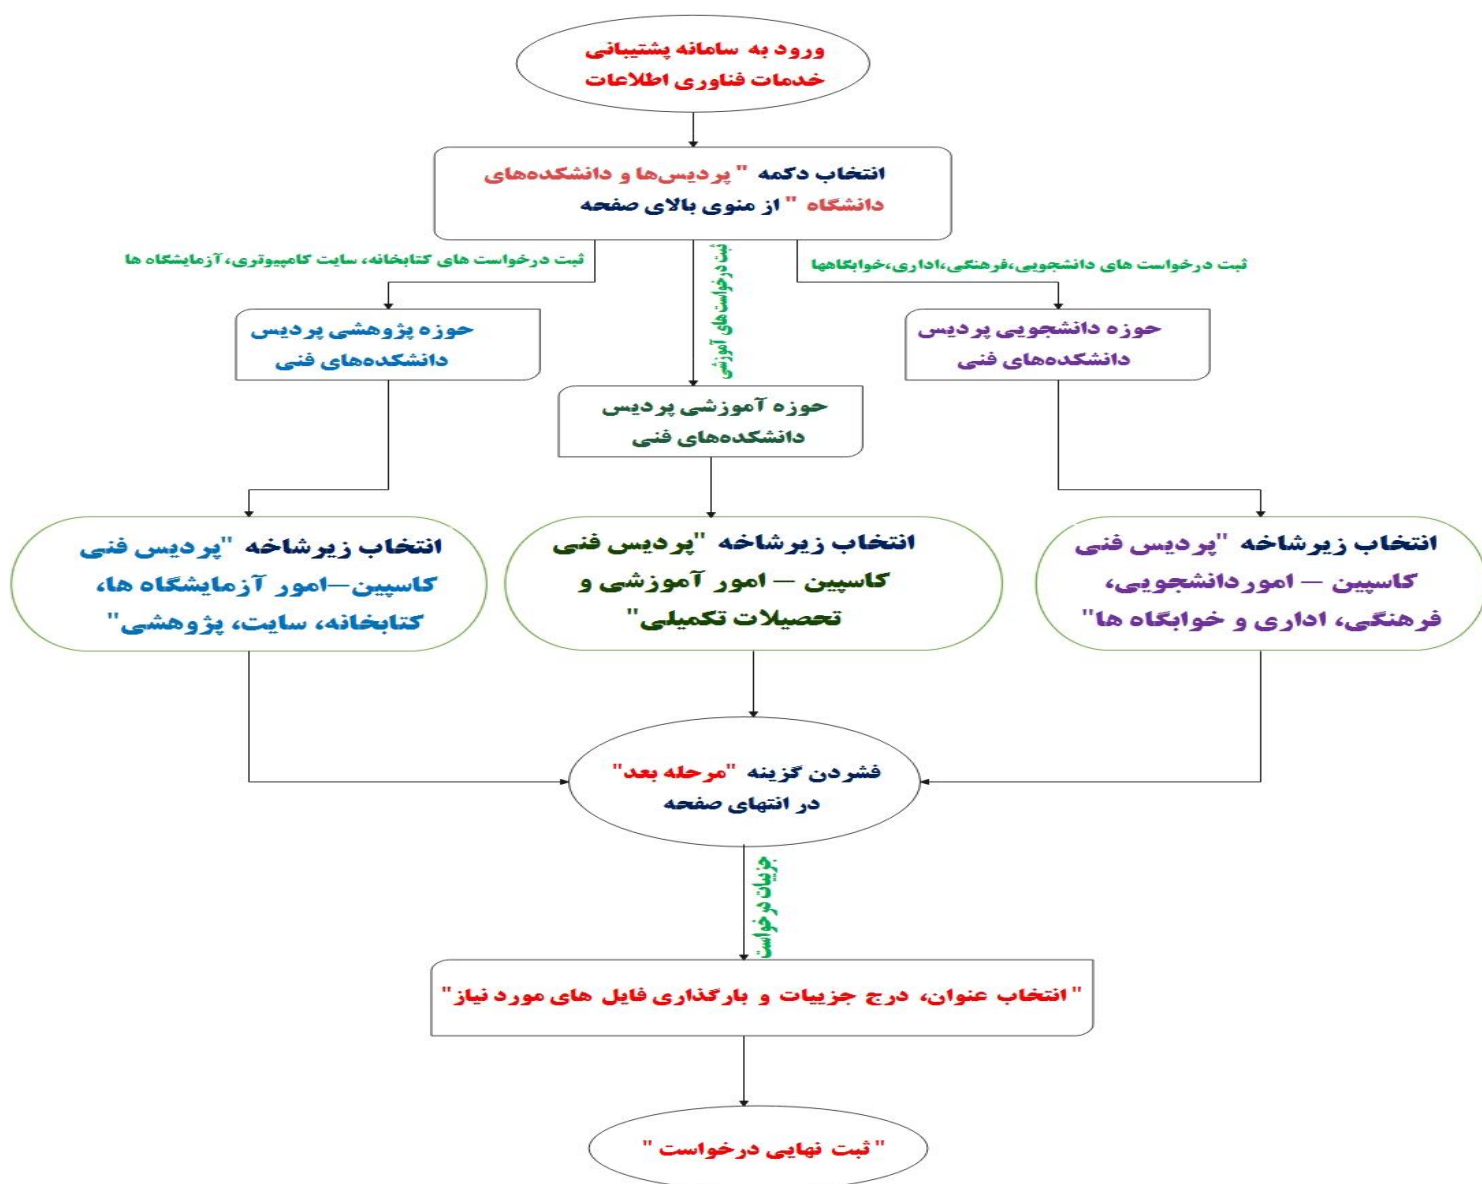 ورود به سامانه پشتیبانی
خدمات فناوری اطلاعات
انتخاب دکمه " پردیس‌ها و دانشکده‌های
دانشگاه " از منوی بالای صفحه
ثبت درخواست های دانشجویی،فرهنگی،اداری،خوابگاهها
ثبت درخواست‌های آموزشی
ثبت درخواست های کتابخانه، سایت کامپیوتری،آزمایشگاه ها
حوزه دانشجویی پردیس
دانشکده‌های فنی
حوزه پژوهشی پردیس
دانشکده‌های فنی
حوزه آموزشی پردیس
دانشکده‌های فنی
انتخاب زیرشاخه "پردیس فنی
کاسپین – اموردانشجویی،
فرهنگی، اداری و خوابگاه ها"
انتخاب زیرشاخه "پردیس فنی
کاسپین – امور آموزشی و
تحصیلات تکمیلی"
انتخاب زیرشاخه "پردیس فنی
کاسپین–امور آزمایشگاه ها،
کتابخانه، سایت، پژوهشی"
فشردن گزینه "مرحله بعد"
در انتهای صفحه
جزییات درخواست
" انتخاب عنوان، درج جزییات و بارگذاری فایل های مورد نیاز"
" ثبت نهایی درخواست "